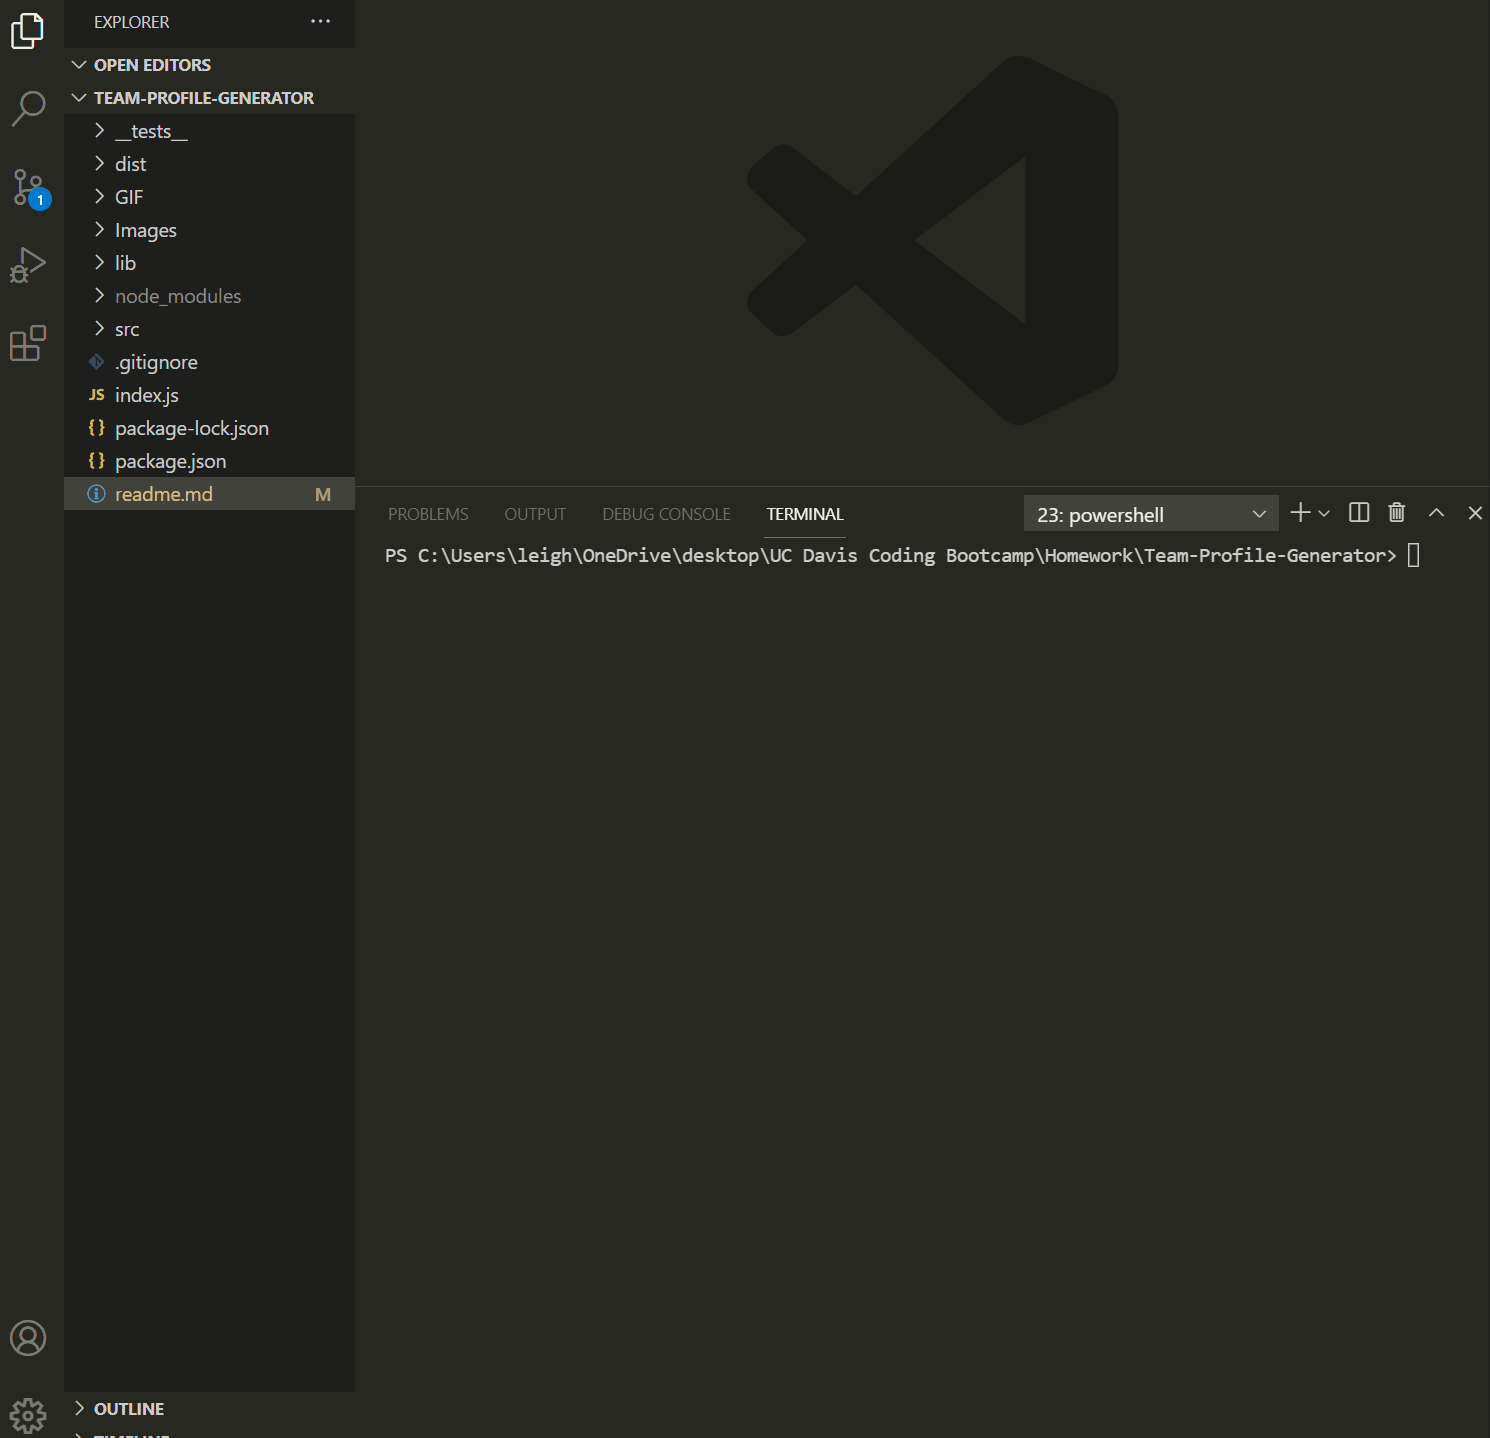 EXPLORER
OPEN EDITORS
TEAM-PROFILE-GENERATOR
__tests__
dist
GIF
Images
lib
node_modules
src
.gitignore
JS index.js
{} package-lock.json
{} package.json
readme.md M
1
PROBLEMS OUTPUT DEBUG CONSOLE TERMINAL 23: powershell
PS C:\Users\leigh\OneDrive\desktop\UC Davis Coding Bootcamp\Homework\Team-Profile-Generator>
OUTLINE
TIMELINE